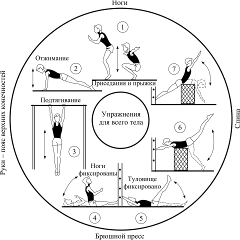 Ноги
1
Отжимание
2
Приседания и прыжки
7
Подтягивание
Упражнения
для всего тела
Руки – пояс верхних конечностей
Спина
3
6
Ноги
фиксированы
Туловище
фиксировано
4
5
Брюшной пресс